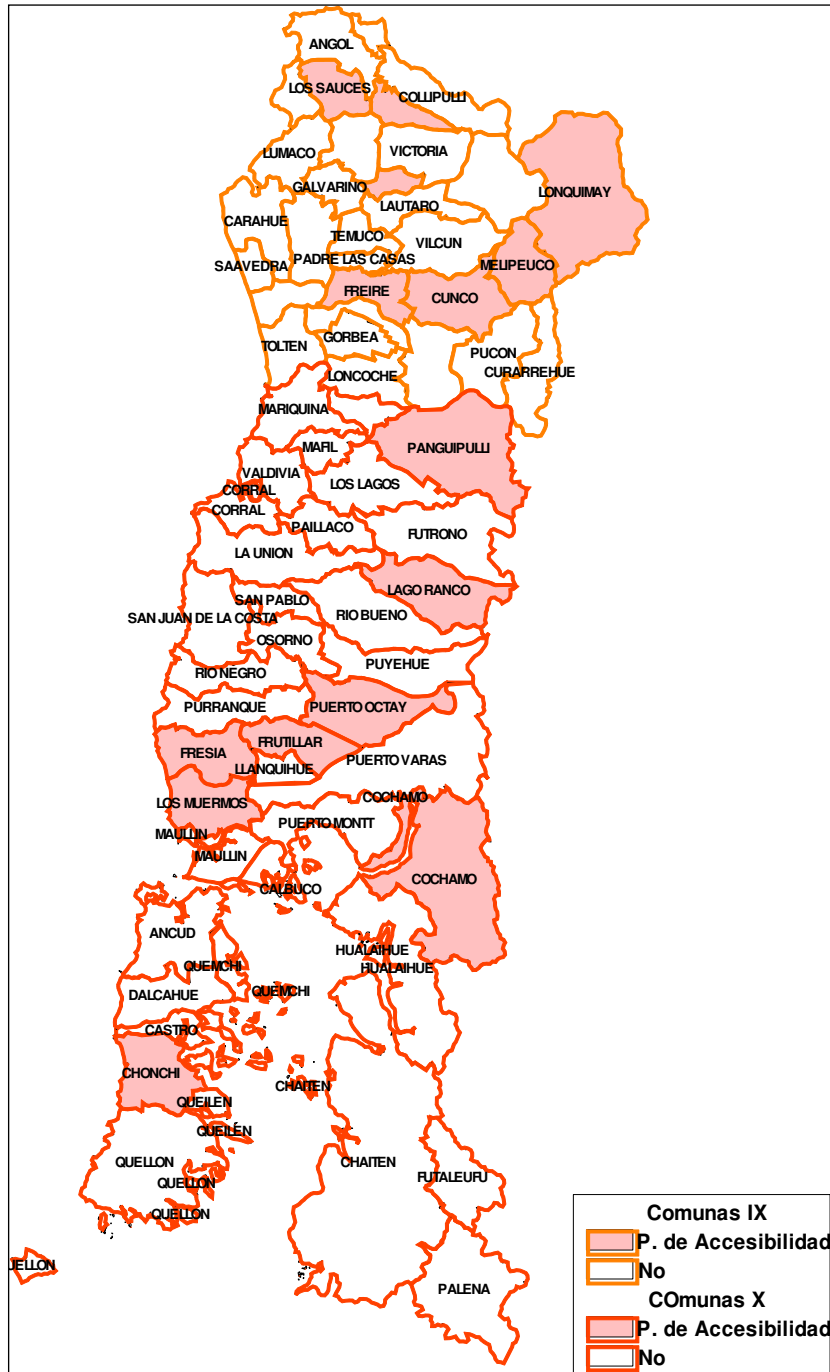 ANGOL
LOS SAUCES
COLLIPULLI
LUMACO
VICTORIA
LONQUIMAY
GALVARINO
LAUTARO
CARAHUE
TEMUCO
VILCUN
SAAVEDRA
PADRE LAS CASAS
MELIPEUCO
FREIRE
CUNCO
TOLTEN
GORBEA
PUCON
CURARREHUE
LONCOCHE
MARIQUINA
MAFIL
PANGUIPULLI
VALDIVIA
LOS LAGOS
CORRAL
CORRAL
PAILLACO
FUTRONO
LA UNION
LAGO RANCO
SAN PABLO
SAN JUAN DE LA COSTA
RIO BUENO
OSORNO
RIO NEGRO
PUYEHUE
PURRANQUE
PUERTO OCTAY
FRESIA
FRUTILLAR
LLANQUIHUE
PUERTO VARAS
LOS MUERMOS
COCHAMO
MAULLIN
PUERTO MONTT
MAULLIN
CALBUCO
COCHAMO
ANCUD
HUALAIHUE
QUEMCHI
HUALAIHUE
DALCAHUE
QUEMCHI
CASTRO
CHONCHI
CHAITEN
QUEILEN
QUEILEN
QUELLON
CHAITEN
FUTALEUFU
QUELLON
QUELLON
UELLON
PALENA
Comunas IX
P. de Accesibilidad
No
COmunas X
P. de Accesibilidad
No